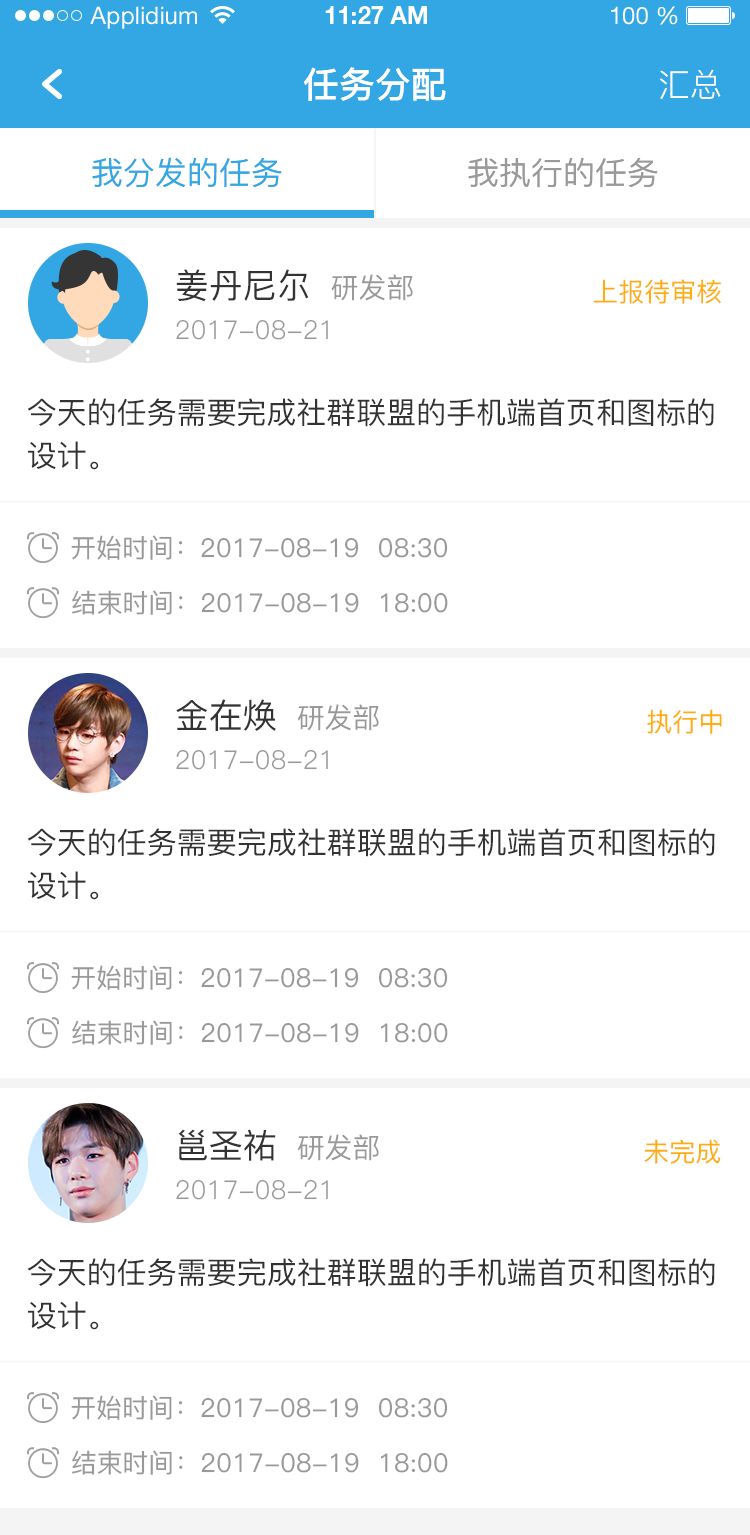 Applidium 11:27 AM 100 %
任务分配 汇总
我分发的任务 我执行的任务
姜丹尼尔 研发部
上报待审核
2017-08-21
今天的任务需要完成社群联盟的手机端首页和图标的
设计。
开始时间：2017-08-19 08:30
结束时间：2017-08-19 18:00
金在焕 研发部
执行中
2017-08-21
今天的任务需要完成社群联盟的手机端首页和图标的
设计。
开始时间：2017-08-19 08:30
结束时间：2017-08-19 18:00
邕圣祐 研发部
未完成
2017-08-21
今天的任务需要完成社群联盟的手机端首页和图标的
设计。
开始时间：2017-08-19 08:30
结束时间：2017-08-19 18:00